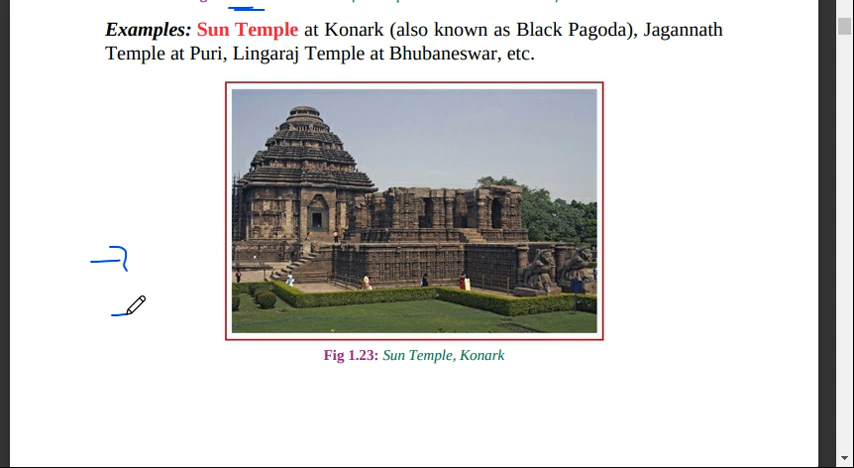 Examples: Sun Temple at Konark (also known as Black Pagoda), Jagannath
Temple at Puri, Lingaraj Temple at Bhubaneswar, etc.
Fig 1.23: Sun Temple, Konark